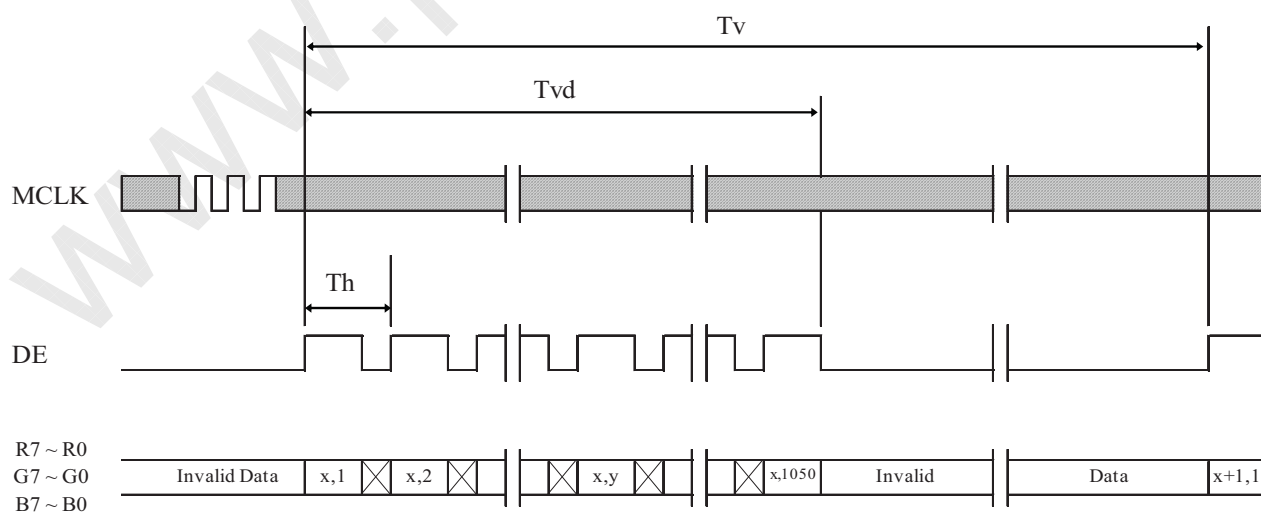 Tv
Tvd
MCLK
Th
DE
R7 ~ R0
G7 ~ G0
B7 ~ B0
Invalid Data x,1 x,2 x,y x,1050 Invalid Data x+1,1
www.